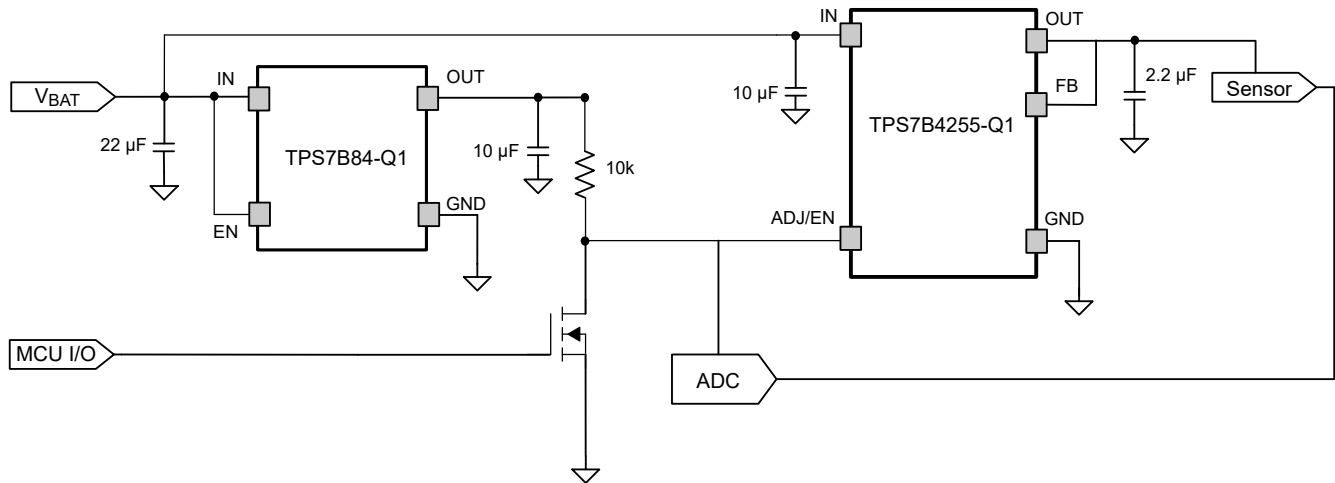 IN
OUT
V_BAT
IN
OUT
10 µF
FB
2.2 µF
Sensor
22 µF
TPS7B84-Q1
10 µF
10k
TPS7B4255-Q1
EN
GND
ADJ/EN
GND
MCU I/O
ADC